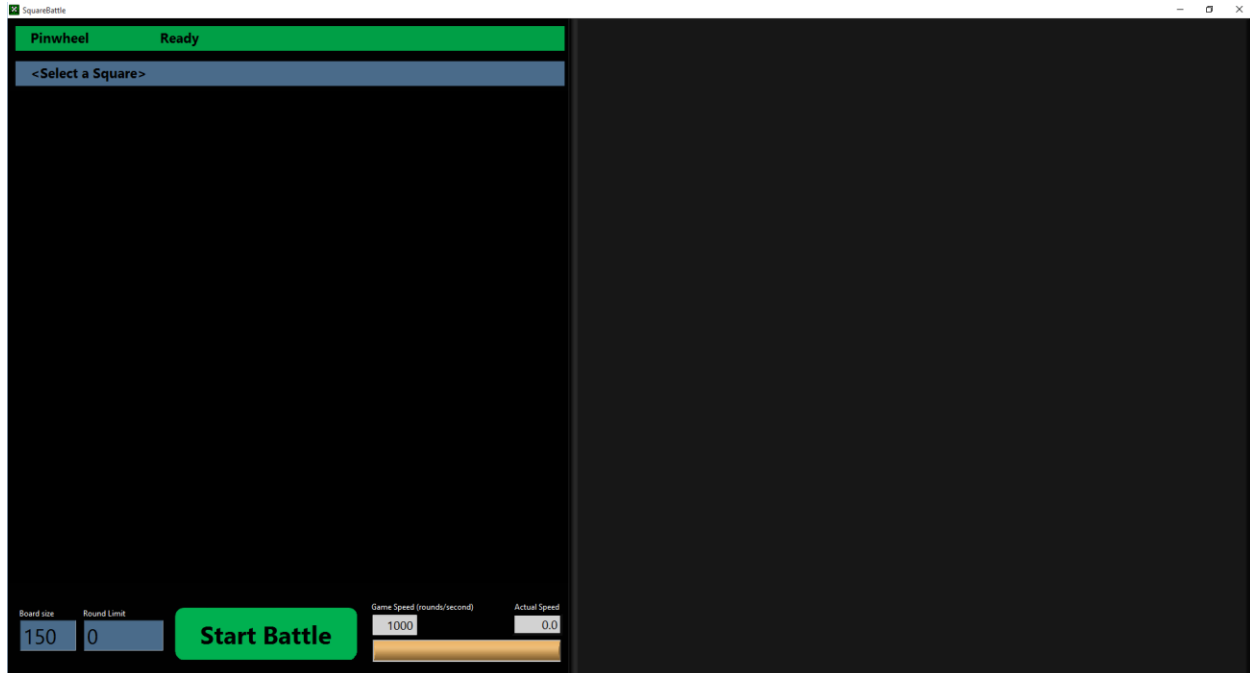 SquareBattle
Pinwheel Ready
<Select a Square>
Board size Round Limit Game Speed (rounds/second) Actual Speed
150 0 Start Battle 1000 0.0